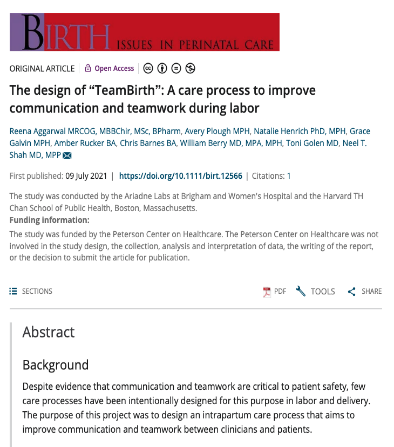 BIRTH ISSUES IN PERINATAL CARE
ORIGINAL ARTICLE Open Access
The design of “TeamBirth”: A care process to improve
communication and teamwork during labor
Reena Aggarwal MRCOG, MBBChir, MSc, BPharm, Avery Plough MPH, Natalie Henrich PhD, MPH, Grace
Galvin MPH, Amber Rucker BA, Chris Barnes BA, William Berry MD, MPA, MPH, Toni Golen MD, Neel T.
Shah MD, MPP
First published: 09 July 2021 | https://doi.org/10.1111/birt.12566 | Citations: 1
The study was conducted by the Ariadne Labs at Brigham and Women's Hospital and the Harvard TH
Chan School of Public Health, Boston, Massachusetts.
Funding information:
The study was funded by the Peterson Center on Healthcare. The Peterson Center on Healthcare was not
involved in the study design, the collection, analysis and interpretation of data, the writing of the report,
or the decision to submit the article for publication.
SECTIONS PDF TOOLS SHARE
Abstract
Background
Despite evidence that communication and teamwork are critical to patient safety, few
care processes have been intentionally designed for this purpose in labor and delivery.
The purpose of this project was to design an intrapartum care process that aims to
improve communication and teamwork between clinicians and patients.